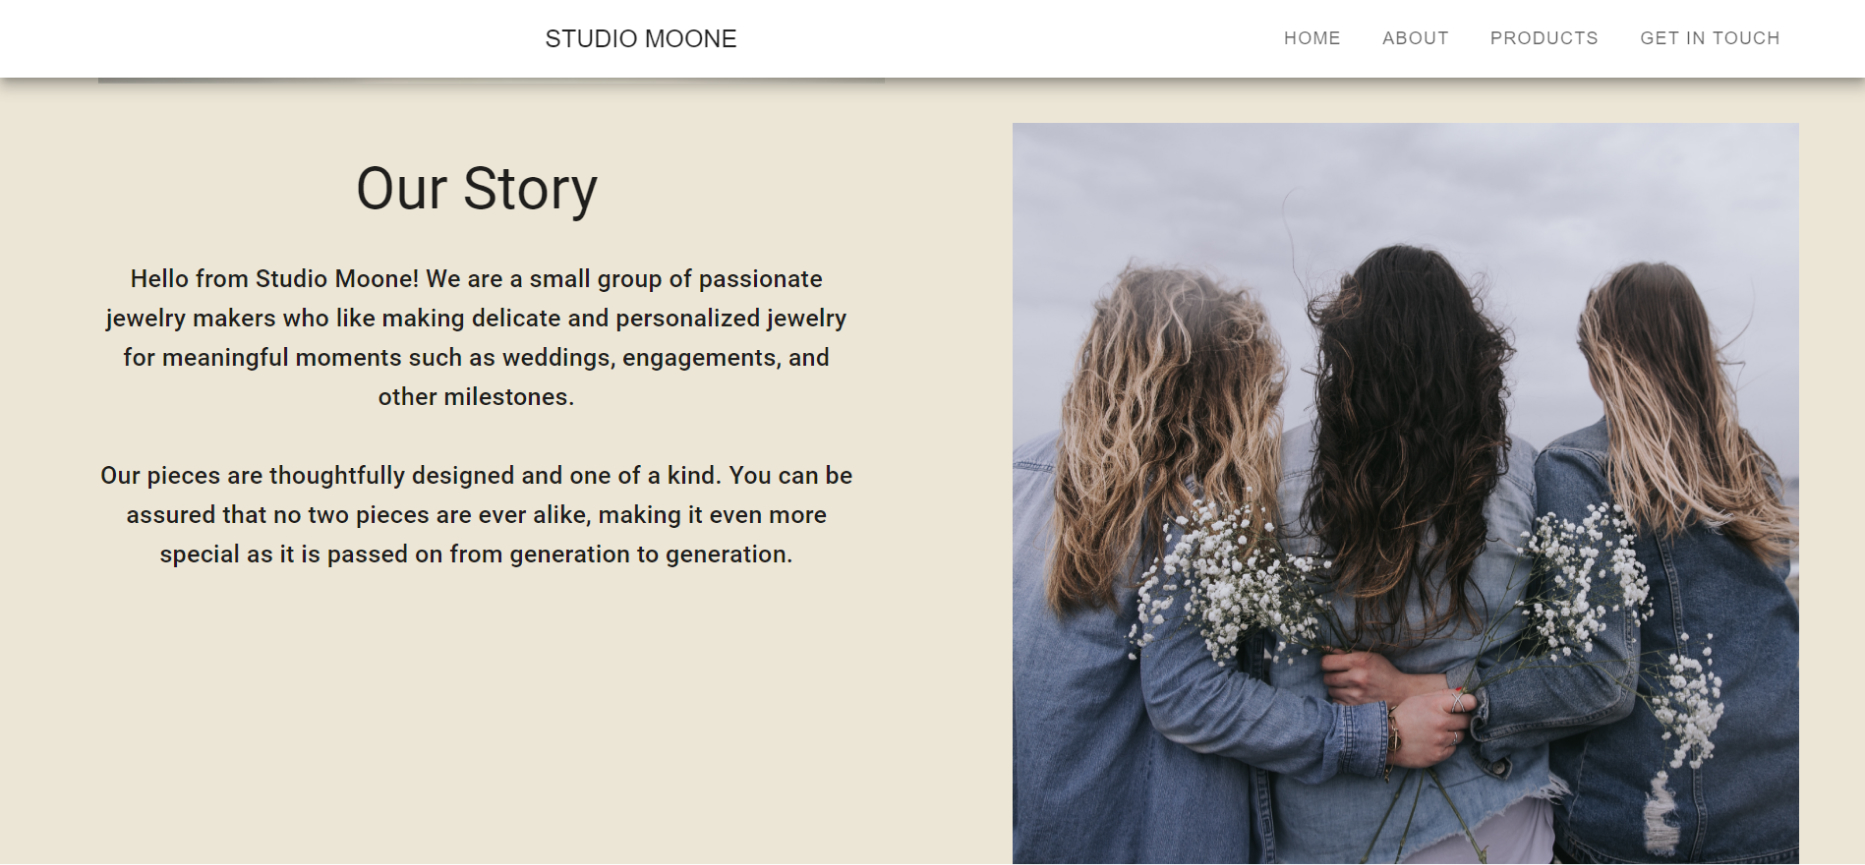 STUDIO MOONE
HOME ABOUT PRODUCTS GET IN TOUCH
Our Story
Hello from Studio Moone! We are a small group of passionate
jewelry makers who like making delicate and personalized jewelry
for meaningful moments such as weddings, engagements, and
other milestones.
Our pieces are thoughtfully designed and one of a kind. You can be
assured that no two pieces are ever alike, making it even more
special as it is passed on from generation to generation.